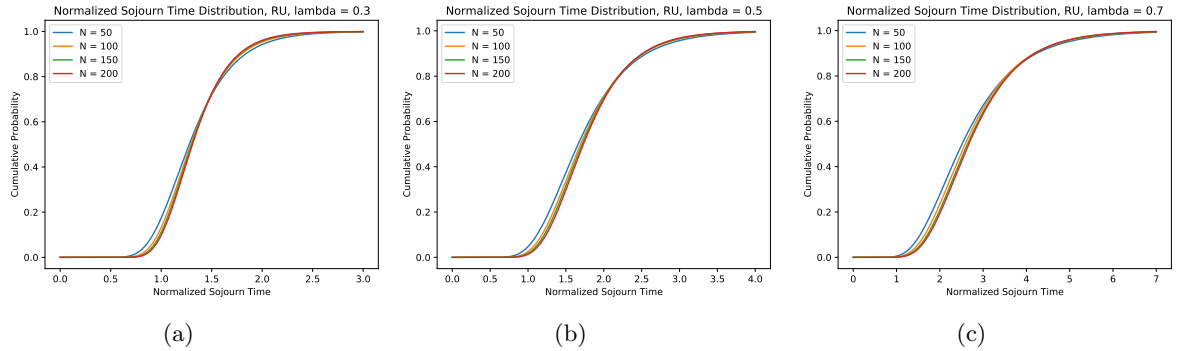 Normalized Sojourn Time Distribution, RU, lambda = 0.3
N = 50
N = 100
N = 150
N = 200
Cumulative Probability
1.0
0.8
0.6
0.4
0.2
0.0
0.0 0.5 1.0 1.5 2.0 2.5 3.0
Normalized Sojourn Time
(a)
Normalized Sojourn Time Distribution, RU, lambda = 0.5
N = 50
N = 100
N = 150
N = 200
Cumulative Probability
1.0
0.8
0.6
0.4
0.2
0.0
0.0 0.5 1.0 1.5 2.0 2.5 3.0 3.5 4.0
Normalized Sojourn Time
(b)
Normalized Sojourn Time Distribution, RU, lambda = 0.7
N = 50
N = 100
N = 150
N = 200
Cumulative Probability
1.0
0.8
0.6
0.4
0.2
0.0
0 1 2 3 4 5 6 7
Normalized Sojourn Time
(c)